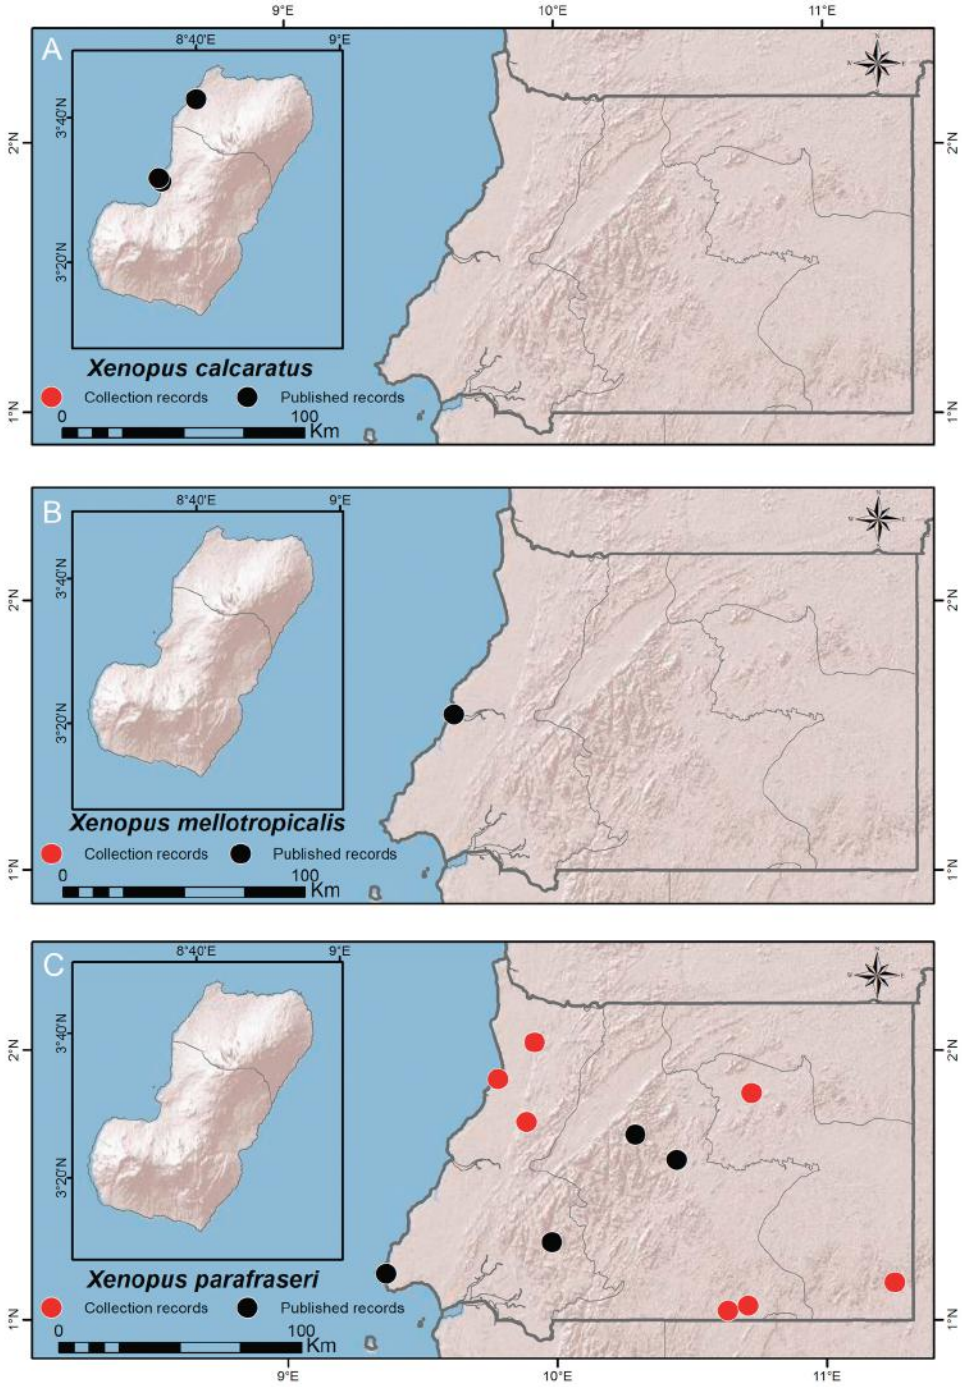 9°E 10°E 11°E
A
8°40'E 9°E
N
3°40'N
2°N 2°N
3°20'N
Xenopus calcaratus
Collection records Published records
1°N 1°N
0 100
Km
B
8°40'E 9°E
N
W E
3°40'N
2°N 2°N
3°20'N
Xenopus mellotropicalis
Collection records Published records
1°N 1°N
0 100
Km
C
8°40'E 9°E
N
W E
3°40'N
2°N 2°N
3°20'N
Xenopus parafraseri
Collection records Published records
1°N 1°N
0 100
Km
9°E 10°E 11°E